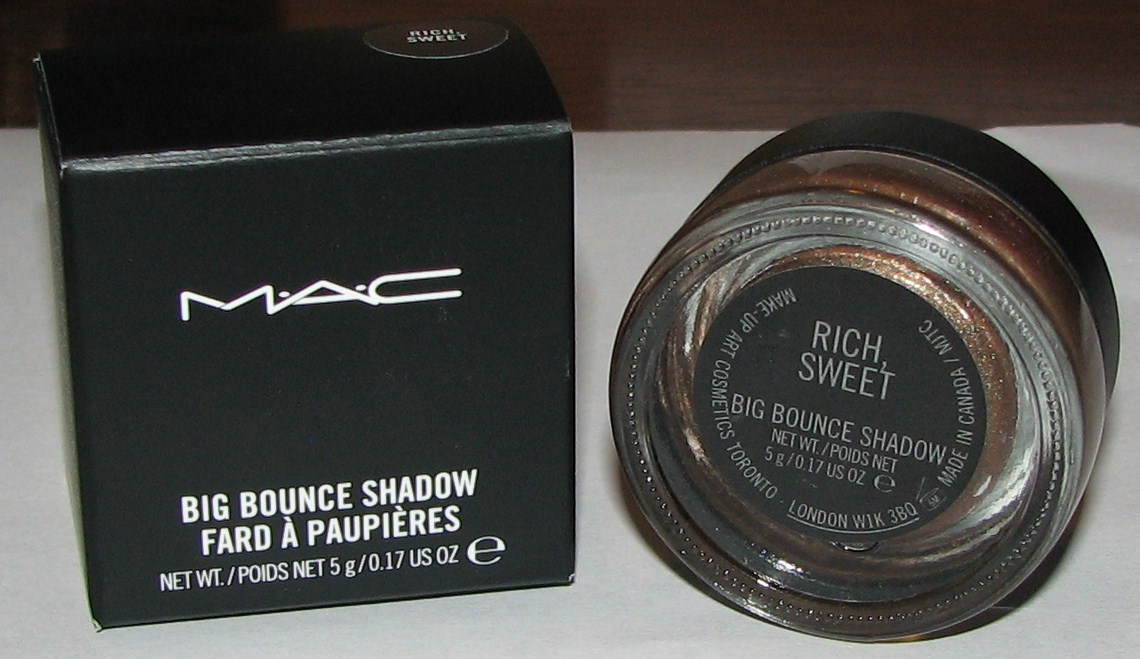 RICH,
SWEET
M·A·C
BIG BOUNCE SHADOW
FARD À PAUPIÈRES
NET WT./POIDS NET 5 g/0.17 US OZ ℮
RICH,
SWEET
BIG BOUNCE SHADOW
NET WT./POIDS NET
5 g/0.17 US OZ ℮
MAKE-UP ART COSMETICS TORONTO · LONDON W1K 3BQ
6M
MADE IN CANADA / MJTC